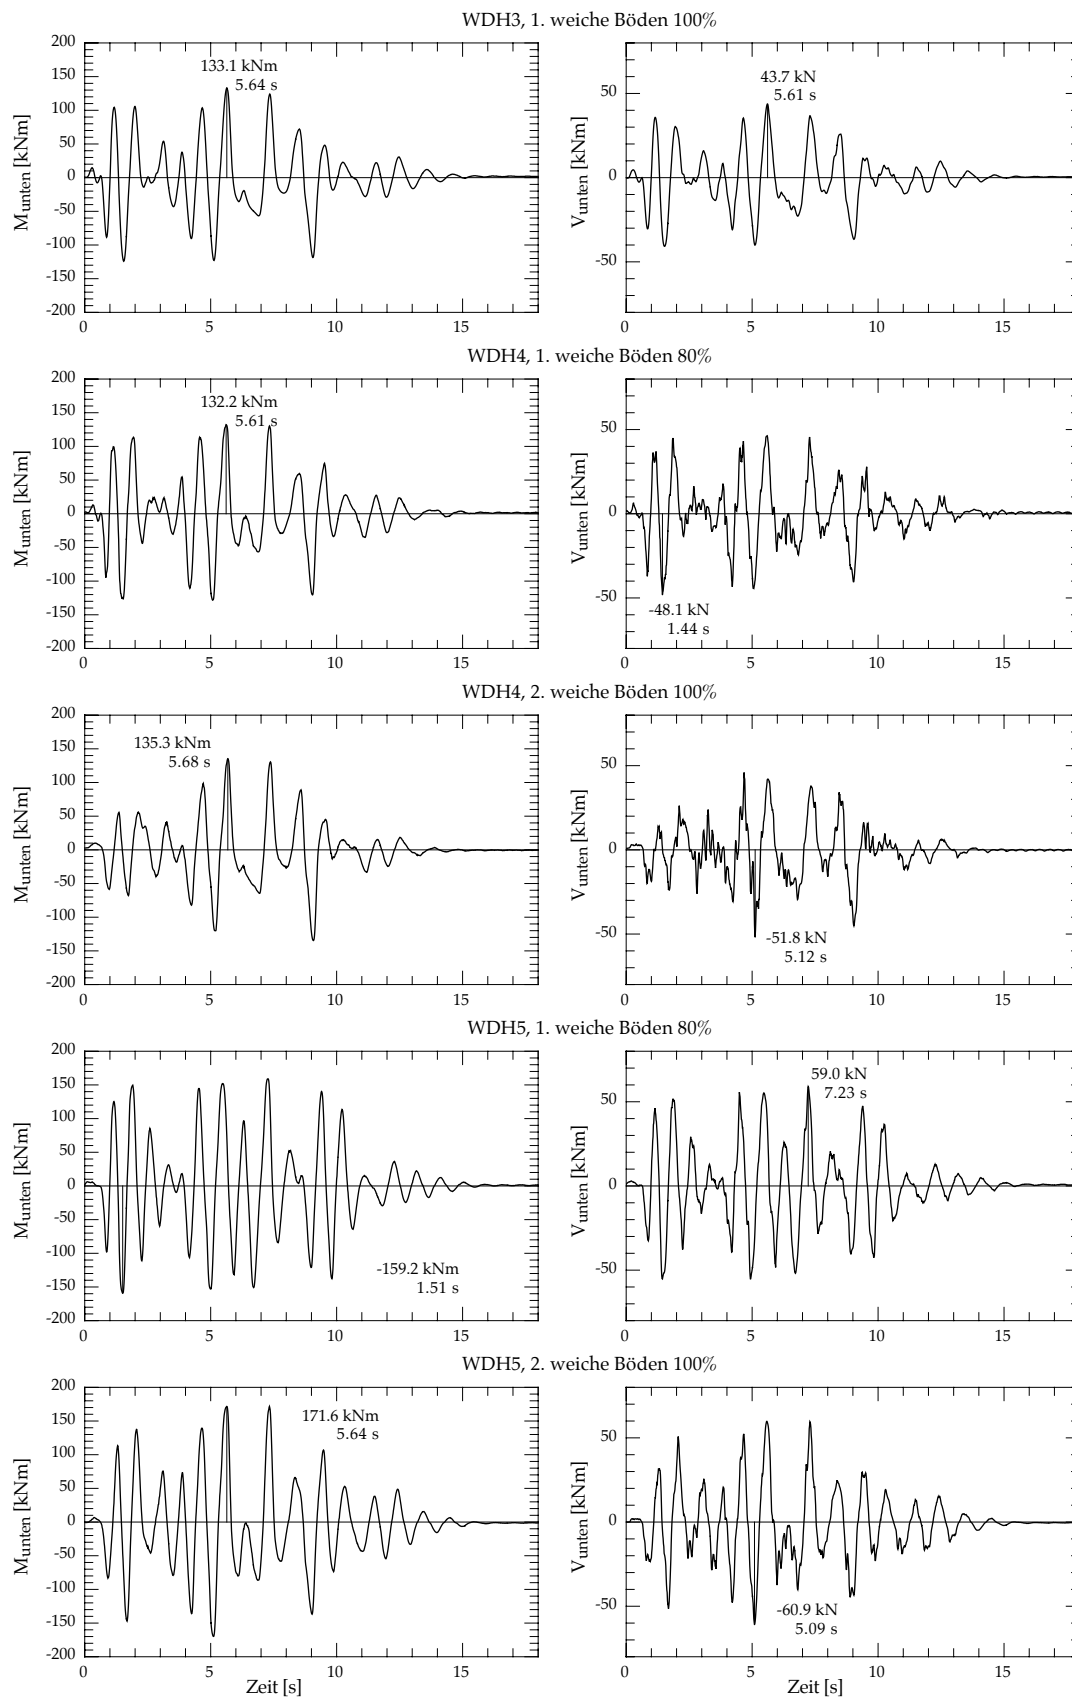 WDH3, 1. weiche Böden 100%
200
150
100
50
0
-50
-100
-150
-200
Munten [kNm]
133.1 kNm
5.64 s
0 5 10 15
50
0
-50
Vunten [kNm]
43.7 kN
5.61 s
0 5 10 15
WDH4, 1. weiche Böden 80%
200
150
100
50
0
-50
-100
-150
-200
Munten [kNm]
132.2 kNm
5.61 s
0 5 10 15
50
0
-50
Vunten [kNm]
-48.1 kN
1.44 s
0 5 10 15
WDH4, 2. weiche Böden 100%
200
150
100
50
0
-50
-100
-150
-200
Munten [kNm]
135.3 kNm
5.68 s
0 5 10 15
50
0
-50
Vunten [kNm]
-51.8 kN
5.12 s
0 5 10 15
WDH5, 1. weiche Böden 80%
200
150
100
50
0
-50
-100
-150
-200
Munten [kNm]
-159.2 kNm
1.51 s
0 5 10 15
50
0
-50
Vunten [kNm]
59.0 kN
7.23 s
0 5 10 15
WDH5, 2. weiche Böden 100%
200
150
100
50
0
-50
-100
-150
-200
Munten [kNm]
171.6 kNm
5.64 s
0 5 10 15
Zeit [s]
50
0
-50
Vunten [kNm]
-60.9 kN
5.09 s
0 5 10 15
Zeit [s]